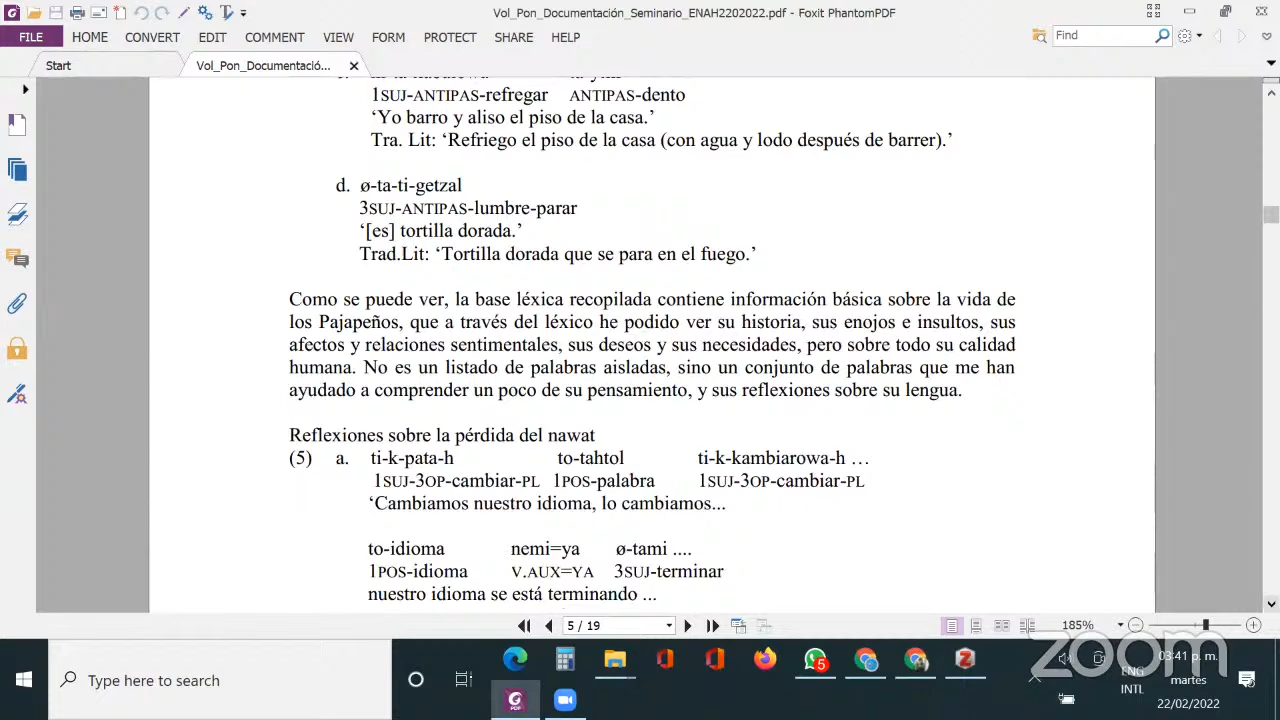 Vol_Pon_Documentación_Seminario_ENAH2202022.pdf - Foxit PhantomPDF
FILE HOME CONVERT EDIT COMMENT VIEW FORM PROTECT SHARE HELP Find
Start Vol_Pon_Documentació...
1SUJ-ANTIPAS-refregar ANTIPAS-dento
‘Yo barro y aliso el piso de la casa.’
Tra. Lit: ‘Refriego el piso de la casa (con agua y lodo después de barrer).’
d. ø-ta-ti-getzal
3SUJ-ANTIPAS-lumbre-parar
‘[es] tortilla dorada.’
Trad.Lit: ‘Tortilla dorada que se para en el fuego.’
Como se puede ver, la base léxica recopilada contiene información básica sobre la vida de
los Pajapeños, que a través del léxico he podido ver su historia, sus enojos e insultos, sus
afectos y relaciones sentimentales, sus deseos y sus necesidades, pero sobre todo su calidad
humana. No es un listado de palabras aisladas, sino un conjunto de palabras que me han
ayudado a comprender un poco de su pensamiento, y sus reflexiones sobre su lengua.
Reflexiones sobre la pérdida del nawat
(5) a. ti-k-pata-h to-tahtol ti-k-kambiarowa-h …
1SUJ-3OP-cambiar-PL 1POS-palabra 1SUJ-3OP-cambiar-PL
‘Cambiamos nuestro idioma, lo cambiamos...
to-idioma nemi=ya ø-tami ....
1POS-idioma V.AUX=YA 3SUJ-terminar
nuestro idioma se está terminando ...
5 / 19 185%
zoom
Type here to search
5
PDF
ENG
INTL
03:41 p. m.
martes
22/02/2022